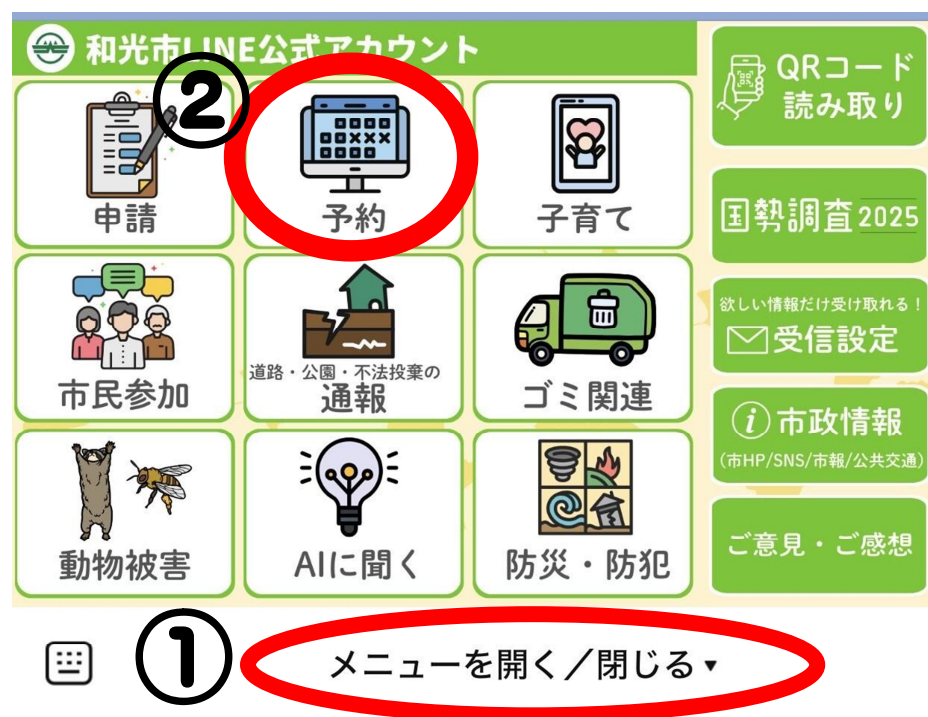 和光市LINE公式アカウント
②
申請
予約
子育て
市民参加
道路・公園・不法投棄の
通報
ゴミ関連
動物被害
AIに聞く
防災・防犯
QRコード
読み取り
国勢調査2025
欲しい情報だけ受け取れる!
受信設定
i 市政情報
(市HP/SNS/市報/公共交通)
ご意見・ご感想
①
メニューを開く/閉じる▾